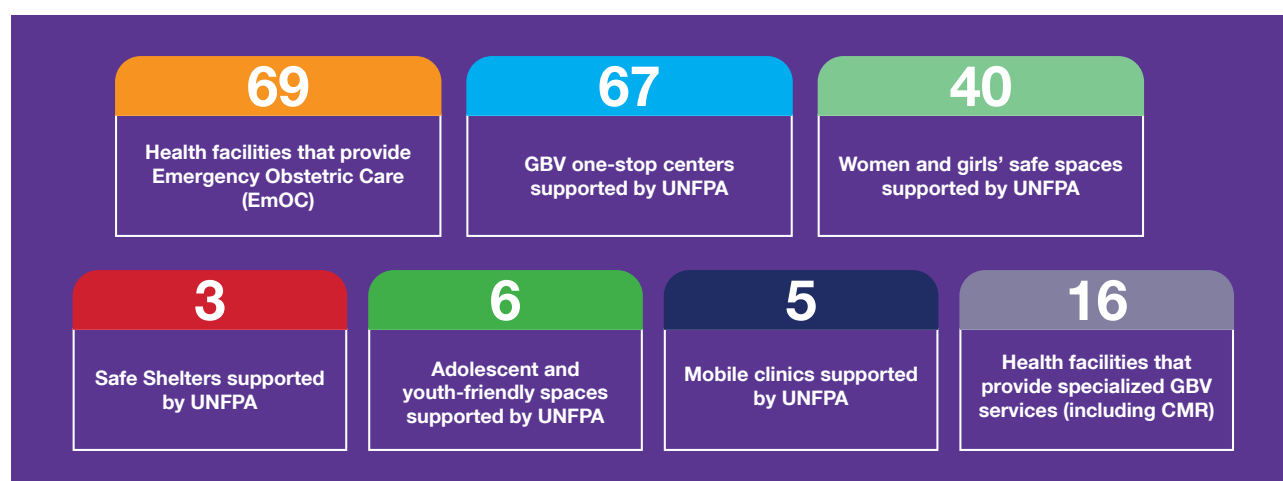 69
Health facilities that provide
Emergency Obstetric Care
(EmOC)
67
GBV one-stop centers
supported by UNFPA
40
Women and girls’ safe spaces
supported by UNFPA
3
Safe Shelters supported
by UNFPA
6
Adolescent and
youth-friendly spaces
supported by UNFPA
5
Mobile clinics supported
by UNFPA
16
Health facilities that
provide specialized GBV
services (including CMR)